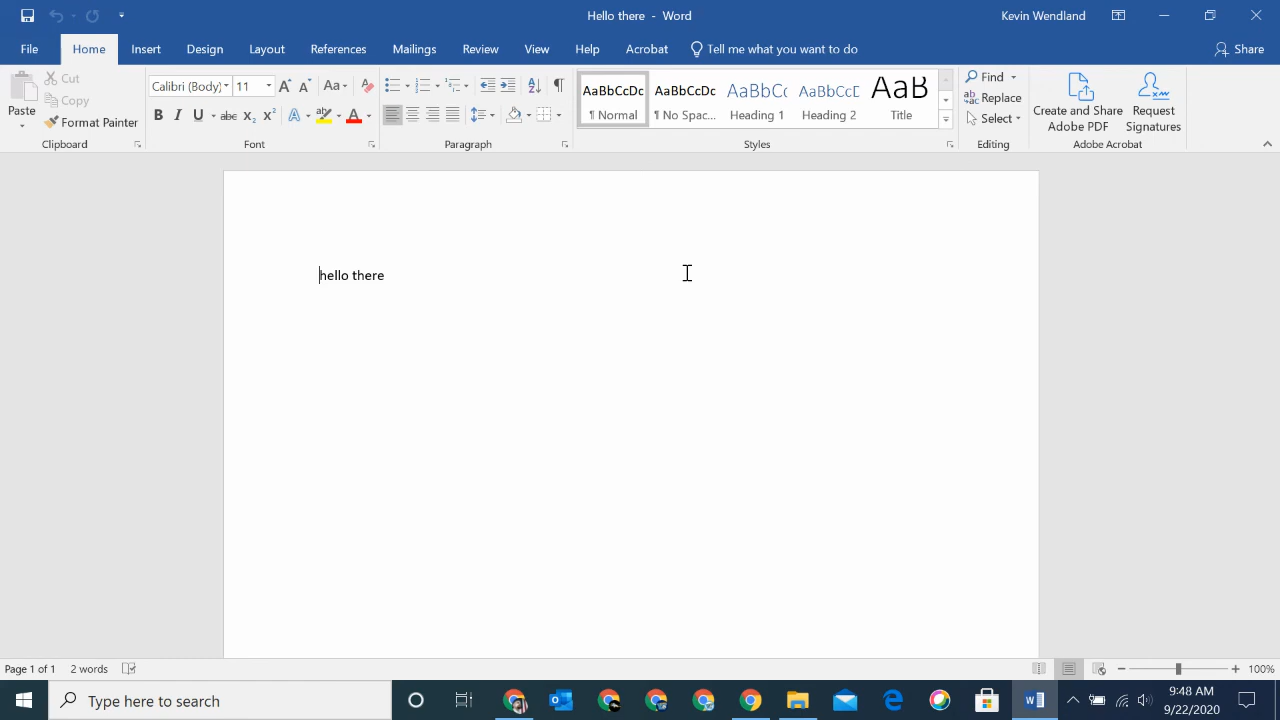 Hello there - Word
Kevin Wendland
File Home Insert Design Layout References Mailings Review View Help Acrobat Tell me what you want to do Share
Paste
Cut
Copy
Format Painter
Clipboard
Calibri (Body) 11 Aa
B I U abc X2 X2 A A
Font
Paragraph
AaBbCcDc AaBbCcDc AaBbCc AaBbCcD AaB
¶ Normal ¶ No Spac... Heading 1 Heading 2 Title
Styles
Find
Replace
Select
Editing
Create and Share
Adobe PDF
Request
Signatures
Adobe Acrobat
hello there
Page 1 of 1 2 words 100%
Type here to search
9:48 AM
9/22/2020